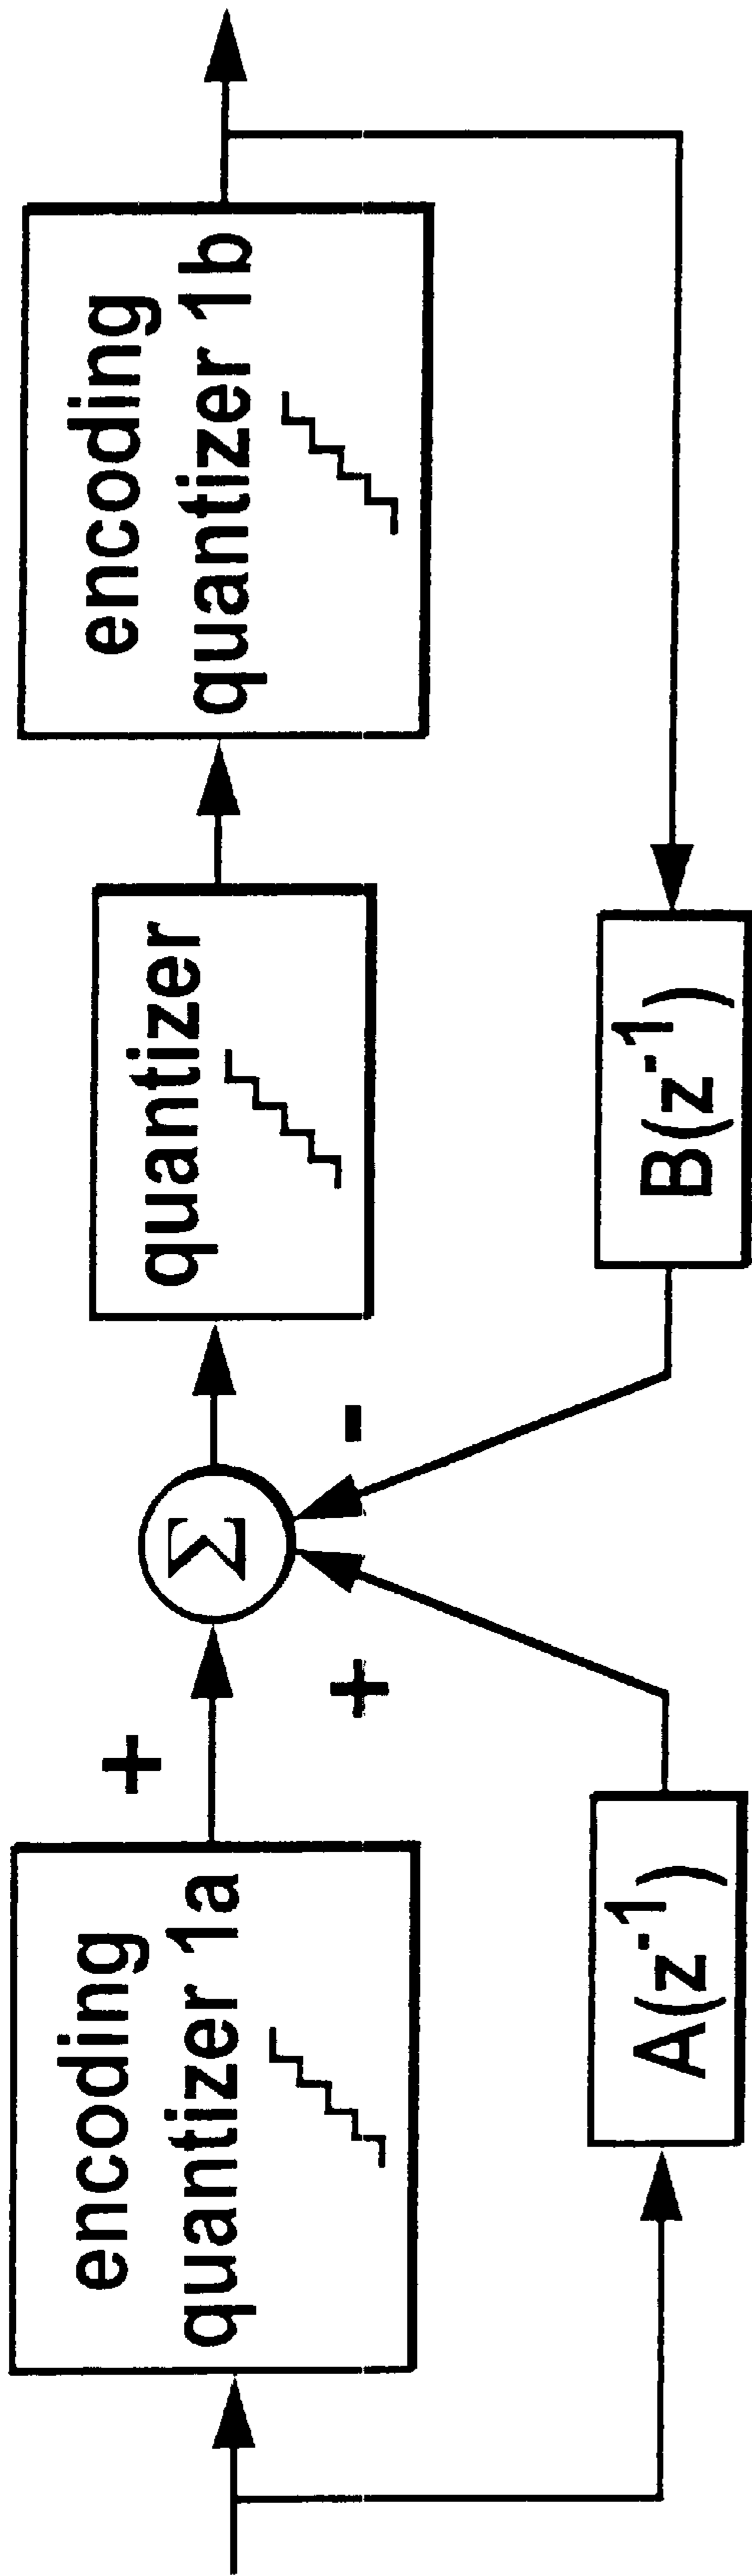 encoding
quantizer 1a
+
Σ
+
-
quantizer
encoding
quantizer 1b
A(z⁻¹)
B(z⁻¹)